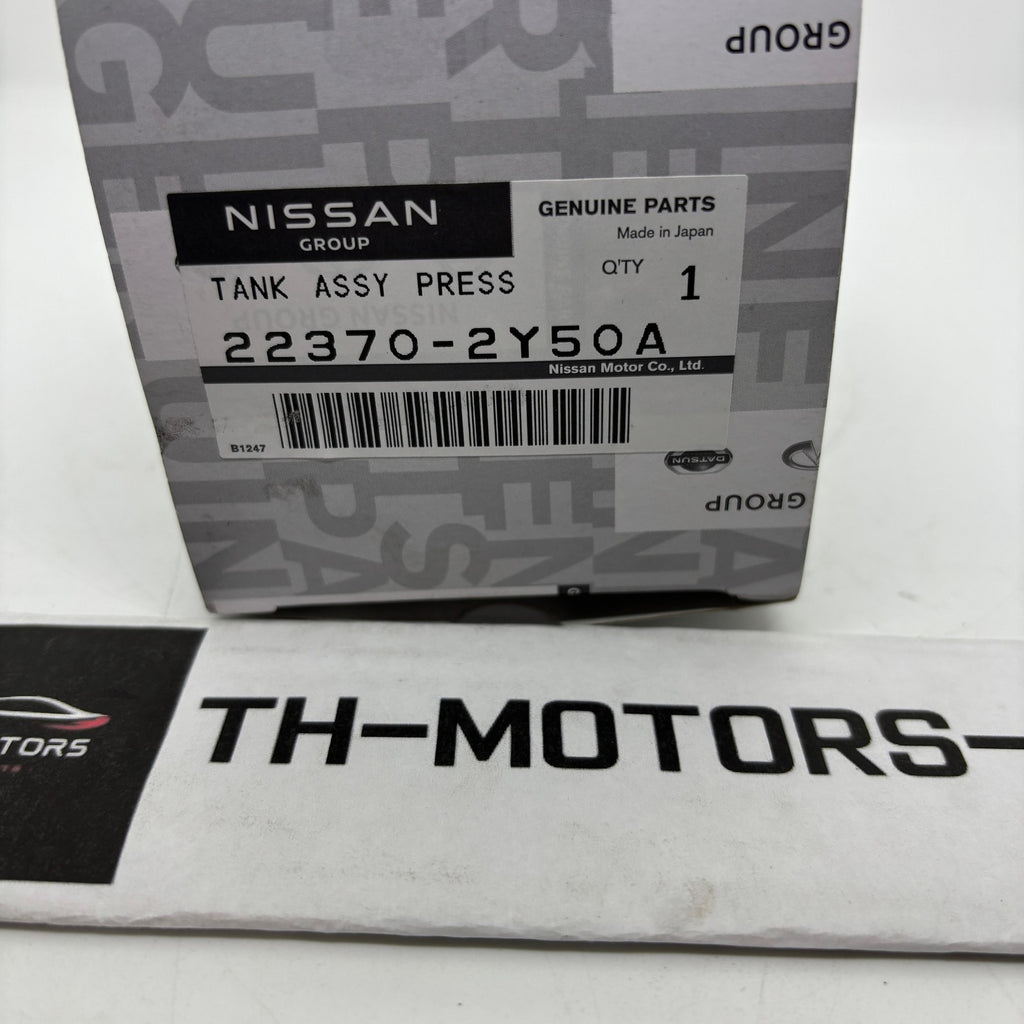 GROUP
NISSAN
GROUP
GENUINE PARTS
Made in Japan
TANK ASSY PRESS
Q'TY 1
22370-2Y50A
Nissan Motor Co., Ltd.
B1247
DATSUN
GROUP
TH-MOTORS-
TORS